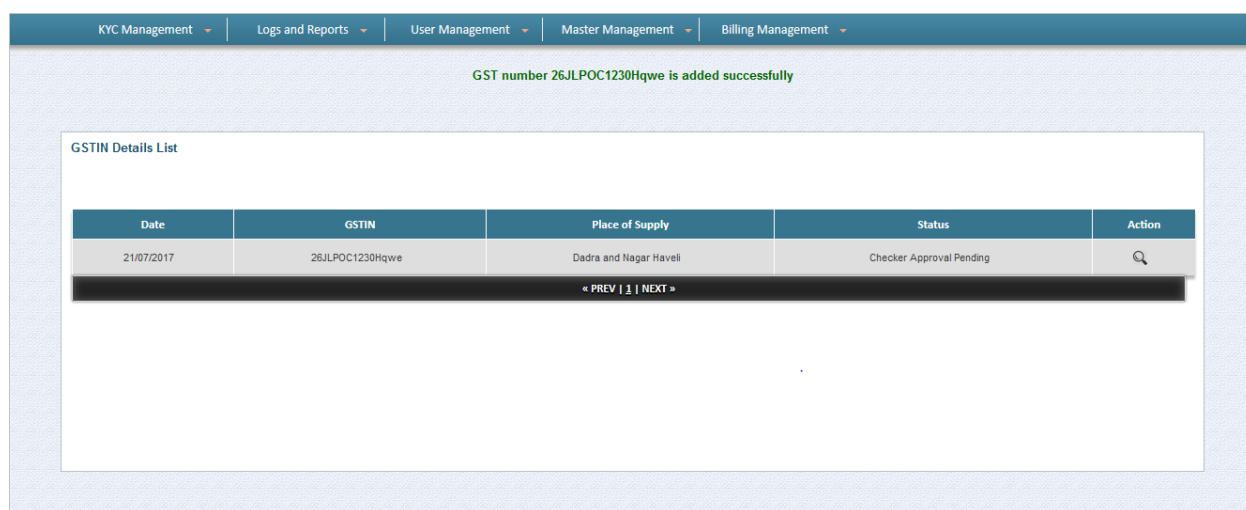 KYC Management Logs and Reports User Management Master Management Billing Management
GST number 26JLPOC1230Hqwe is added successfully
GSTIN Details List
Date GSTIN Place of Supply Status Action
21/07/2017 26JLPOC1230Hqwe Dadra and Nagar Haveli Checker Approval Pending
« PREV | 1 | NEXT »